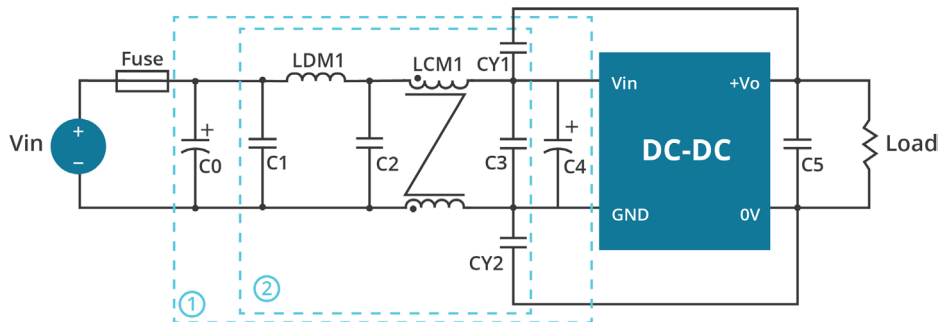 Fuse
LDM1
LCM1
CY1
Vin
+
−
+
C0
C1
C2
C3
+
C4
Vin
+Vo
DC-DC
GND
0V
C5
Load
CY2
1
2